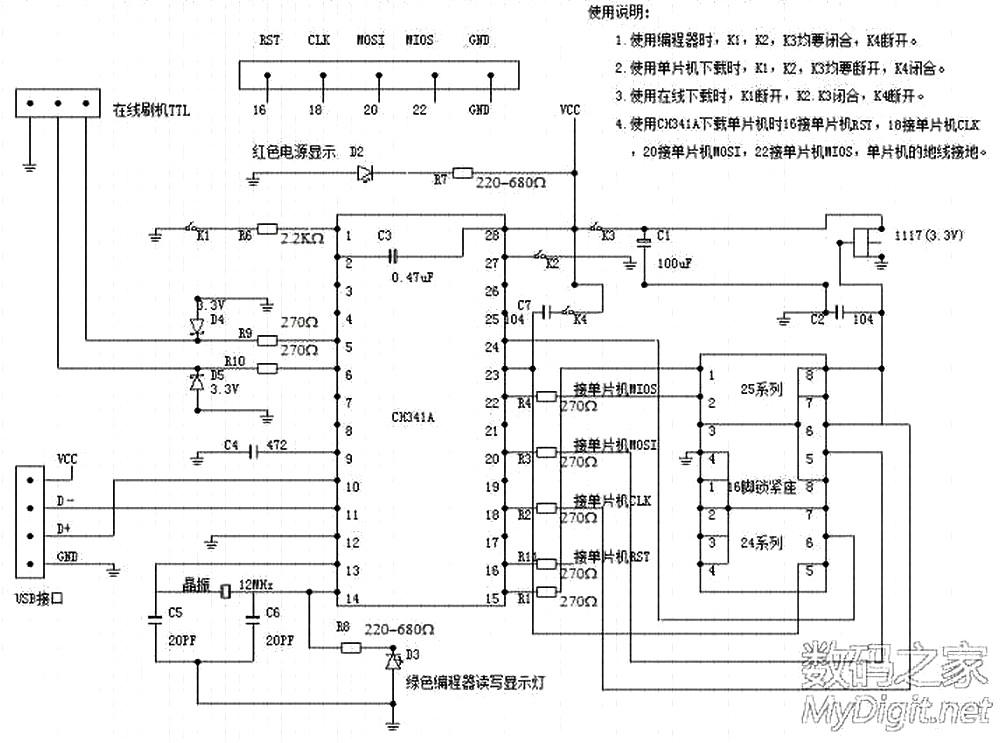 使用说明:
1.使用编程器时，K1，K2，K3均要闭合，K4断开。
2.使用单片机下载时，K1，K2，K3均要断开，K4闭合。
3.使用在线下载时，K1断开，K2.K3闭合，K4断开。
4.使用CH341A下载单片机时16接单片机RST，18接单片机CLK
，20接单片机MOSI，22接单片机MIOS，单片机的地线接地。
RST CLK MOSI MIOS GND
16 18 20 22 GND
在线刷机TTL
VCC
红色电源显示 D2
R7 220-680Ω
K1 R6 2.2KΩ
1
2
3
4
5
6
7
8
9
10
11
12
13
14
C3
0.47uF
CH341A
28
27
26
25
24
23
22
21
20
19
18
17
16
15
K3
K2
C1
100uF
1117(3.3V)
C7
104
K4
C2 104
3.3V
D4
R9
270Ω
270Ω
R10
D5
3.3V
C4 472
VCC
D-
D+
GND
USB接口
晶振 12MHz
C5
20PF
C6
20PF
R8 220-680Ω
D3
绿色编程器读写显示灯
R4 270Ω 接单片机MIOS
R3 270Ω 接单片机MOSI
R2 270Ω 接单片机CLK
R11 270Ω 接单片机RST
R1 270Ω
1 25系列 8
2 7
3 6
4 5
1 16脚锁紧座 8
2 7
3 24系列 6
4 5
数码之家
MyDigit.net